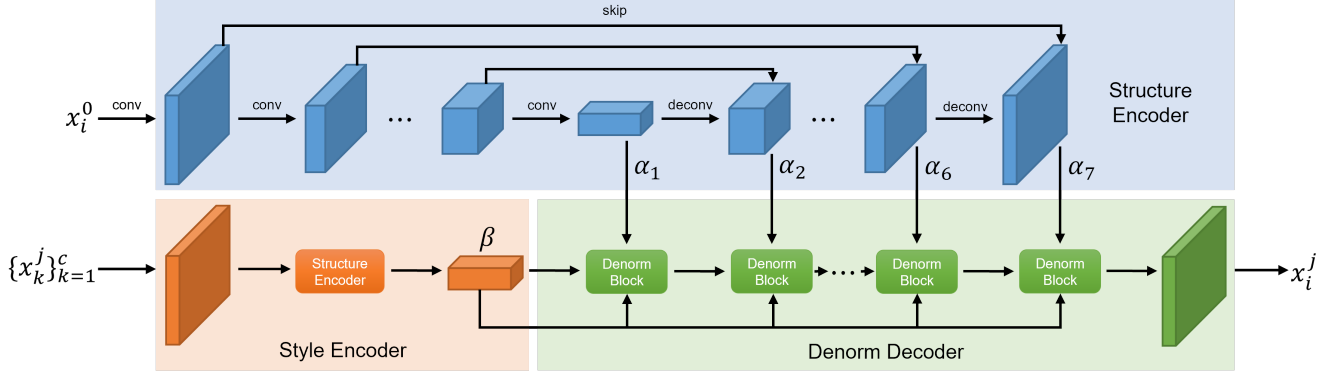 skip
x_i^0
conv
conv
...
conv
deconv
...
deconv
Structure
Encoder
α_1
α_2
α_6
α_7
{x_k^j}_{k=1}^c
Structure
Encoder
β
Denorm
Block
Denorm
Block
...
Denorm
Block
Denorm
Block
x_i^j
Style Encoder
Denorm Decoder